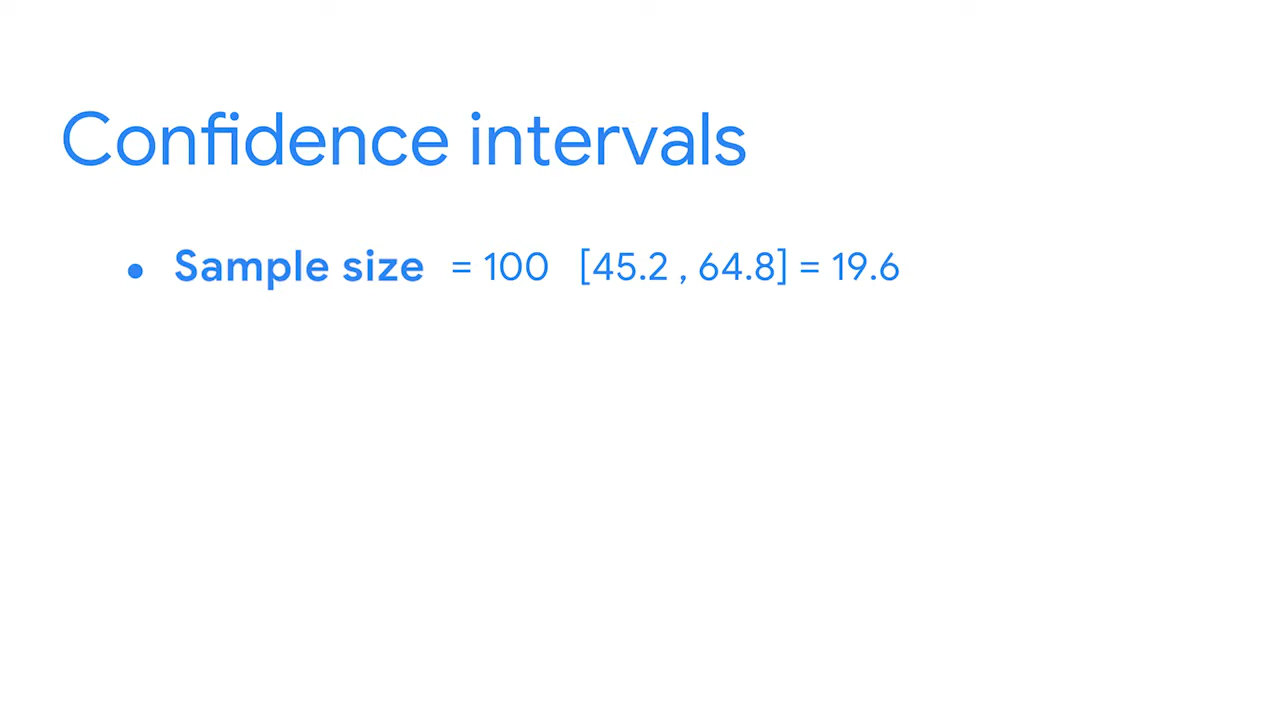 Confidence intervals
• Sample size = 100 [45.2 , 64.8] = 19.6